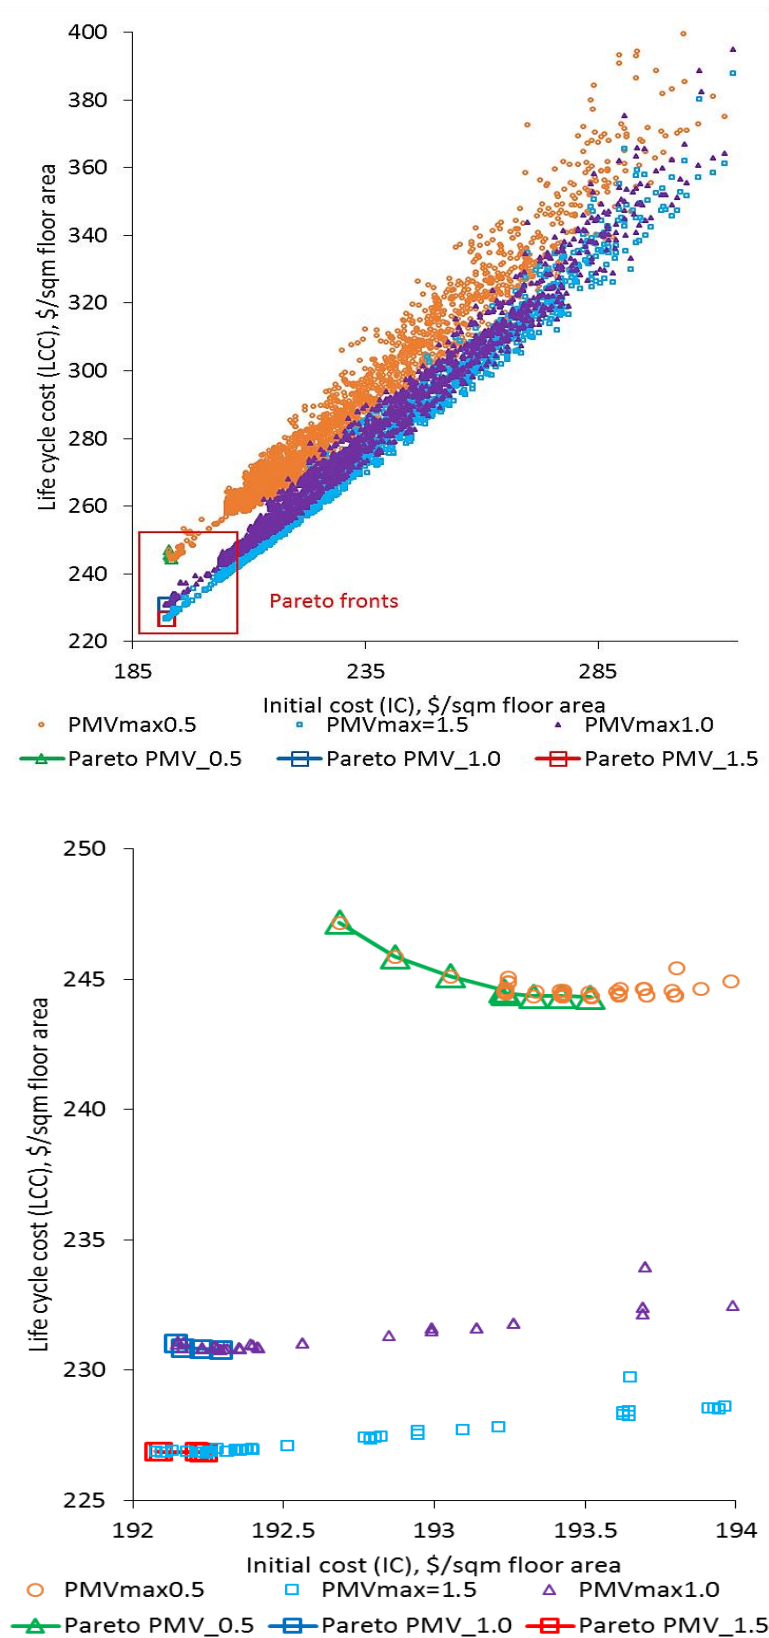 400
380
360
340
320
300
280
260
240
220
Life cycle cost (LCC), $/sqm floor area
Pareto fronts
185 235 285
Initial cost (IC), $/sqm floor area
PMVmax0.5 PMVmax=1.5 PMVmax1.0
Pareto PMV_0.5 Pareto PMV_1.0 Pareto PMV_1.5
250
245
240
235
230
225
Life cycle cost (LCC), $/sqm floor area
192 192.5 193 193.5 194
Initial cost (IC), $/sqm floor area
PMVmax0.5 PMVmax=1.5 PMVmax1.0
Pareto PMV_0.5 Pareto PMV_1.0 Pareto PMV_1.5